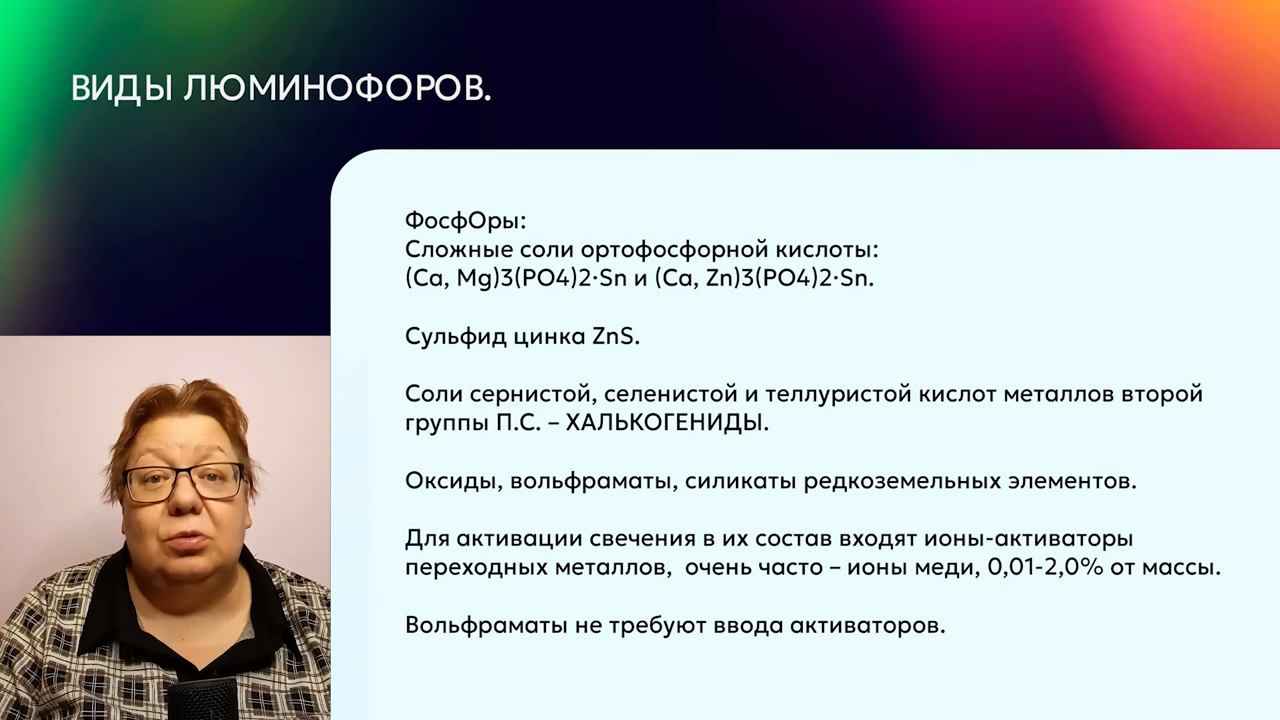 ВИДЫ ЛЮМИНОФОРОВ.
ФосфОры:
Сложные соли ортофосфорной кислоты:
(Ca, Mg)3(PO4)2·Sn и (Ca, Zn)3(PO4)2·Sn.
Сульфид цинка ZnS.
Соли сернистой, селенистой и теллуристой кислот металлов второй
группы П.С. – ХАЛЬКОГЕНИДЫ.
Оксиды, вольфраматы, силикаты редкоземельных элементов.
Для активации свечения в их состав входят ионы-активаторы
переходных металлов,  очень часто – ионы меди, 0,01-2,0% от массы.
Вольфраматы не требуют ввода активаторов.